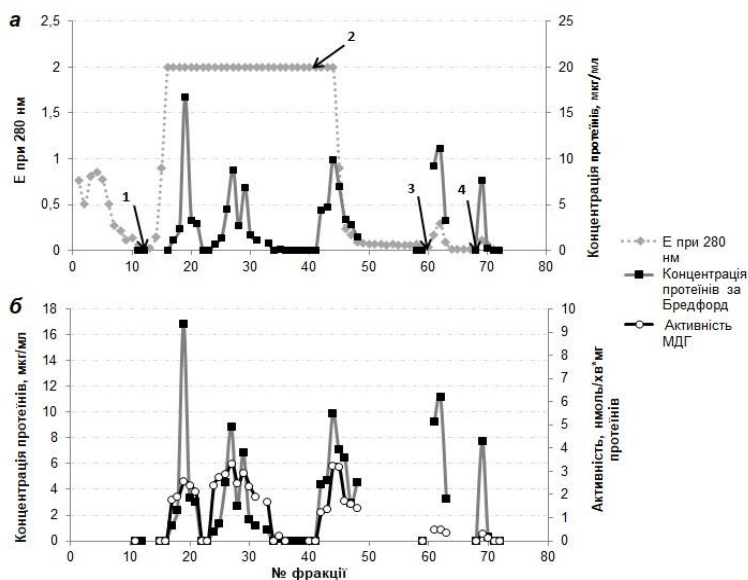 а
2,5
2
1,5
1
0,5
0
Е при 280 нм
25
20
15
10
5
0
Концентрація протеїнів, мкг/мл
1
2
3
4
0 10 20 30 40 50 60 70 80
Е при 280
нм
Концентрація
протеїнів за
Бредфорд
Активність
МДГ
б
18
16
14
12
10
8
6
4
2
0
Концентрація протеїнів, мкг/мл
10
9
8
7
6
5
4
3
2
1
0
Активність, нмоль/хв*мг
протеїнів
0 10 20 30 40 50 60 70 80
№ фракції